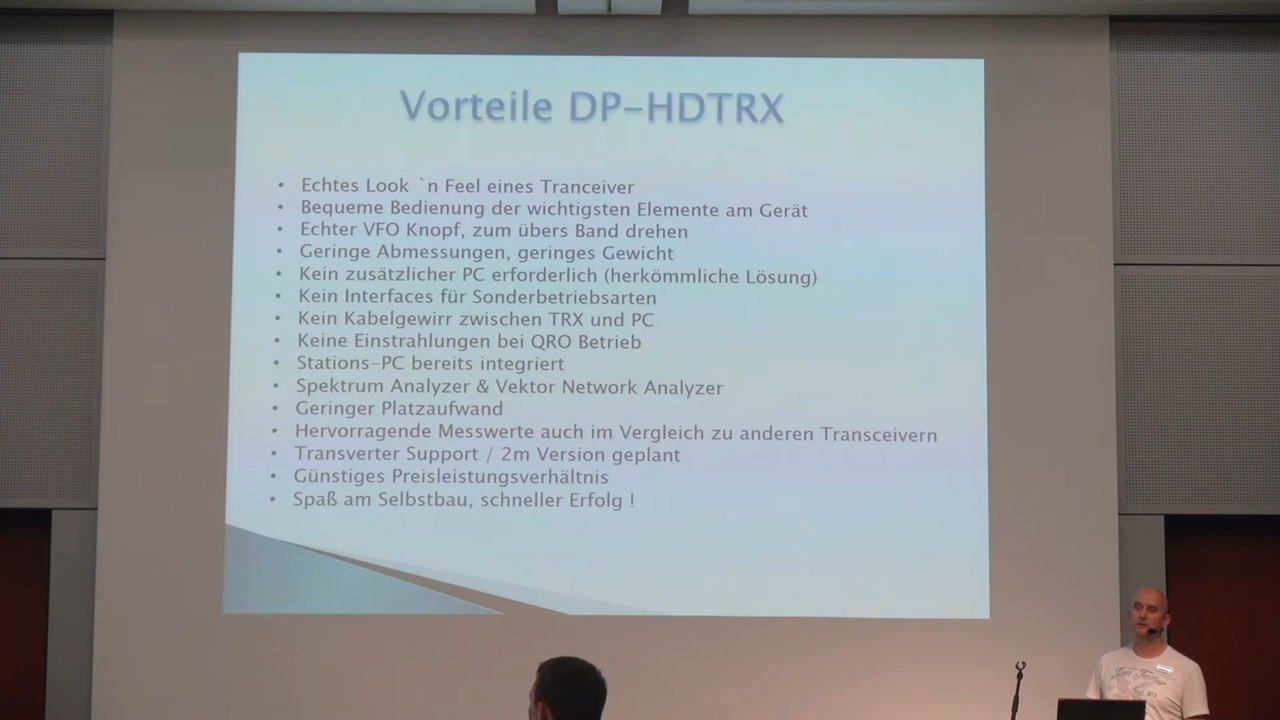 Vorteile DP-HDTRX
• Echtes Look `n Feel eines Tranceiver
• Bequeme Bedienung der wichtigsten Elemente am Gerät
• Echter VFO Knopf, zum übers Band drehen
• Geringe Abmessungen, geringes Gewicht
• Kein zusätzlicher PC erforderlich (herkömmliche Lösung)
• Kein Interfaces für Sonderbetriebsarten
• Kein Kabelgewirr zwischen TRX und PC
• Keine Einstrahlungen bei QRO Betrieb
• Stations-PC bereits integriert
• Spektrum Analyzer & Vektor Network Analyzer
• Geringer Platzaufwand
• Hervorragende Messwerte auch im Vergleich zu anderen Transceivern
• Transverter Support / 2m Version geplant
• Günstiges Preisleistungsverhältnis
• Spaß am Selbstbau, schneller Erfolg !